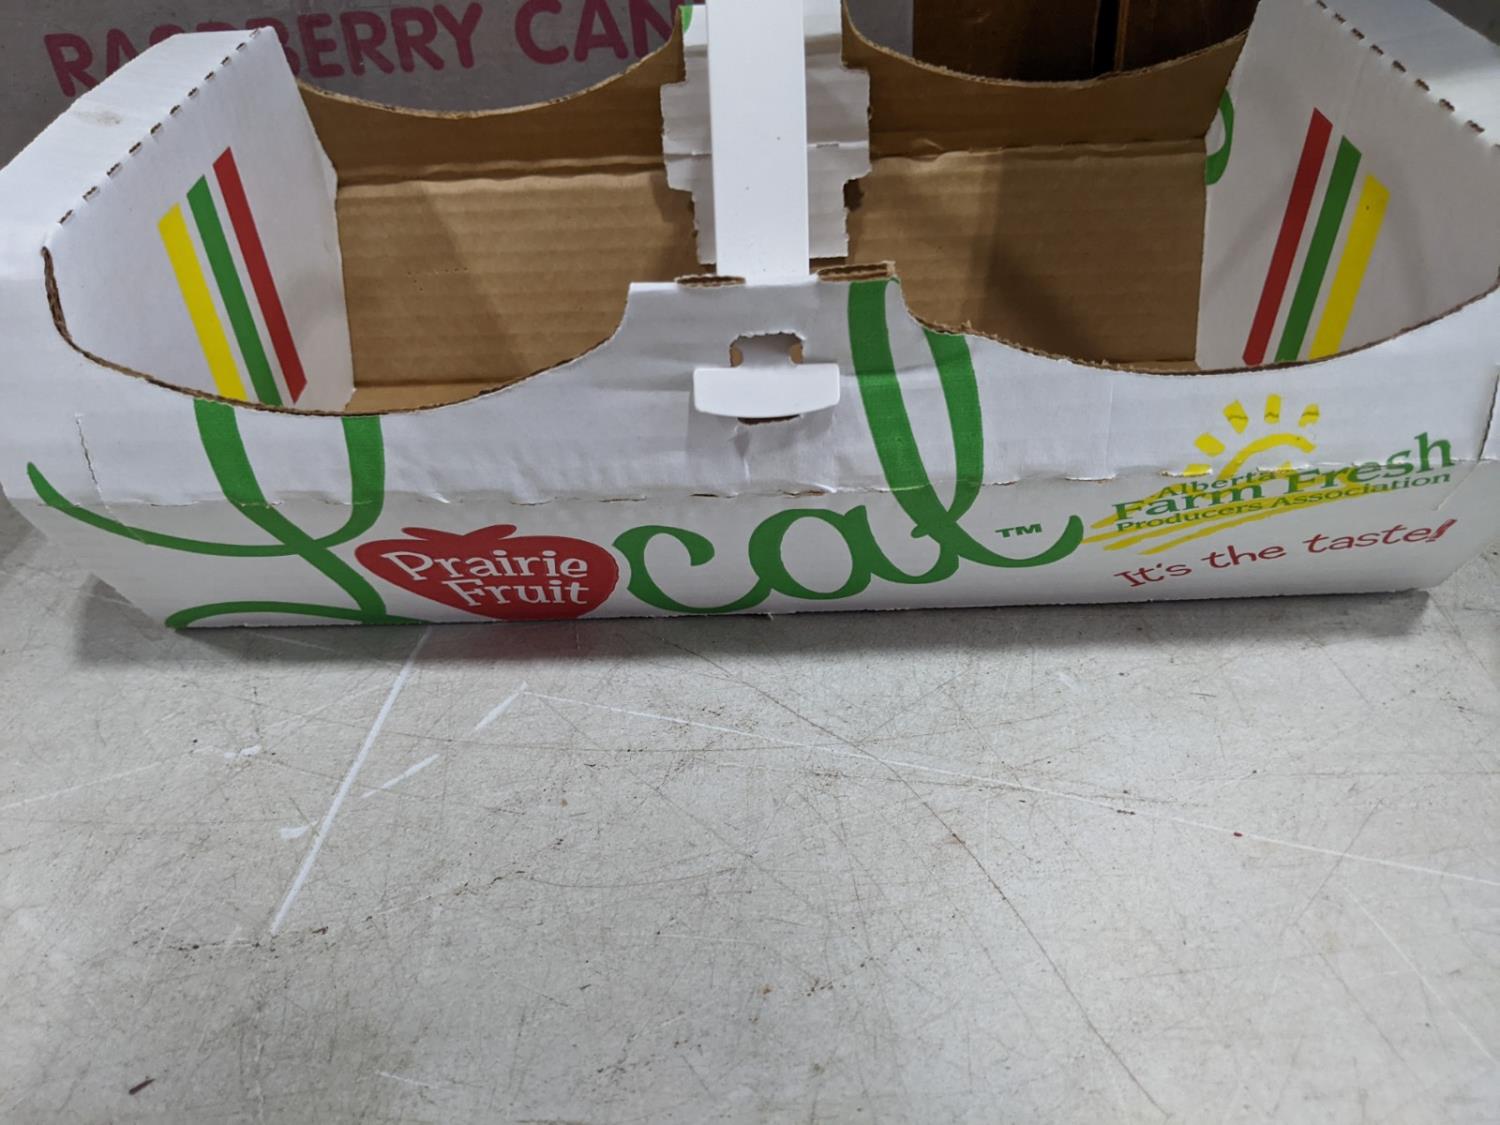 RASPBERRY CAN
Local™
Prairie
Fruit
Alberta
Farm Fresh
Producers Association
It's the taste!